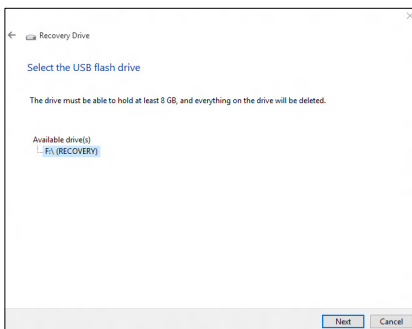 Recovery Drive
Select the USB flash drive
The drive must be able to hold at least 8 GB, and everything on the drive will be deleted.
Available drive(s)
F:\ (RECOVERY)
Next Cancel